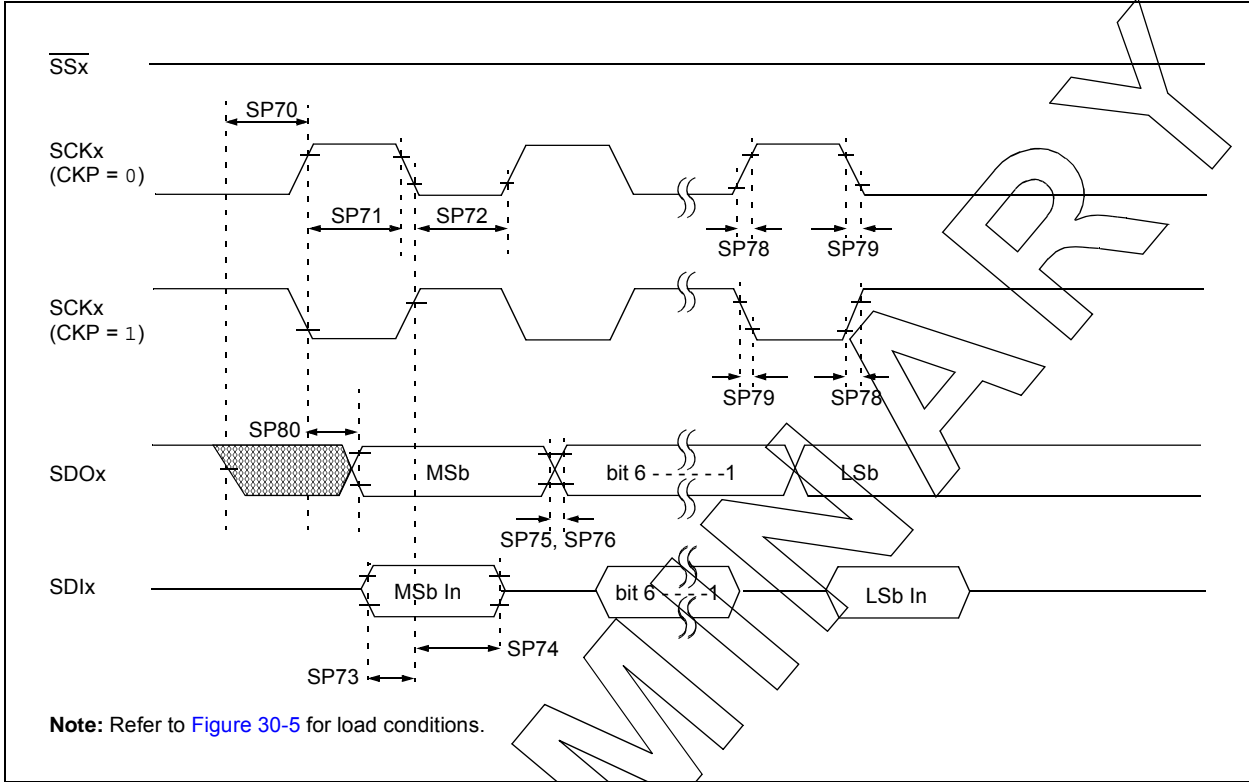 SSx
SP70
SCKx
(CKP = 0)
SP71
SP72
SP78
SP79
SCKx
(CKP = 1)
SP79
SP78
SP80
SDOx
MSb
bit 6 - - - - - -1
LSb
SP75, SP76
SDIx
MSb In
bit 6 - - - -1
LSb In
SP74
SP73
Note: Refer to Figure 30-5 for load conditions.
MINARY